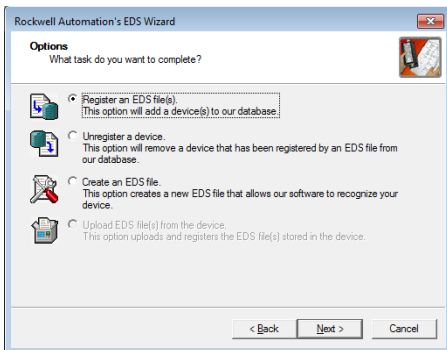 Rockwell Automation's EDS Wizard
Options
What task do you want to complete?
Register an EDS file(s).
This option will add a device(s) to our database.
Unregister a device.
This option will remove a device that has been registered by an EDS file from
our database.
Create an EDS file.
This option creates a new EDS file that allows our software to recognize your
device.
Upload EDS file(s) from the device.
This option uploads and registers the EDS file(s) stored in the device.
< Back Next > Cancel